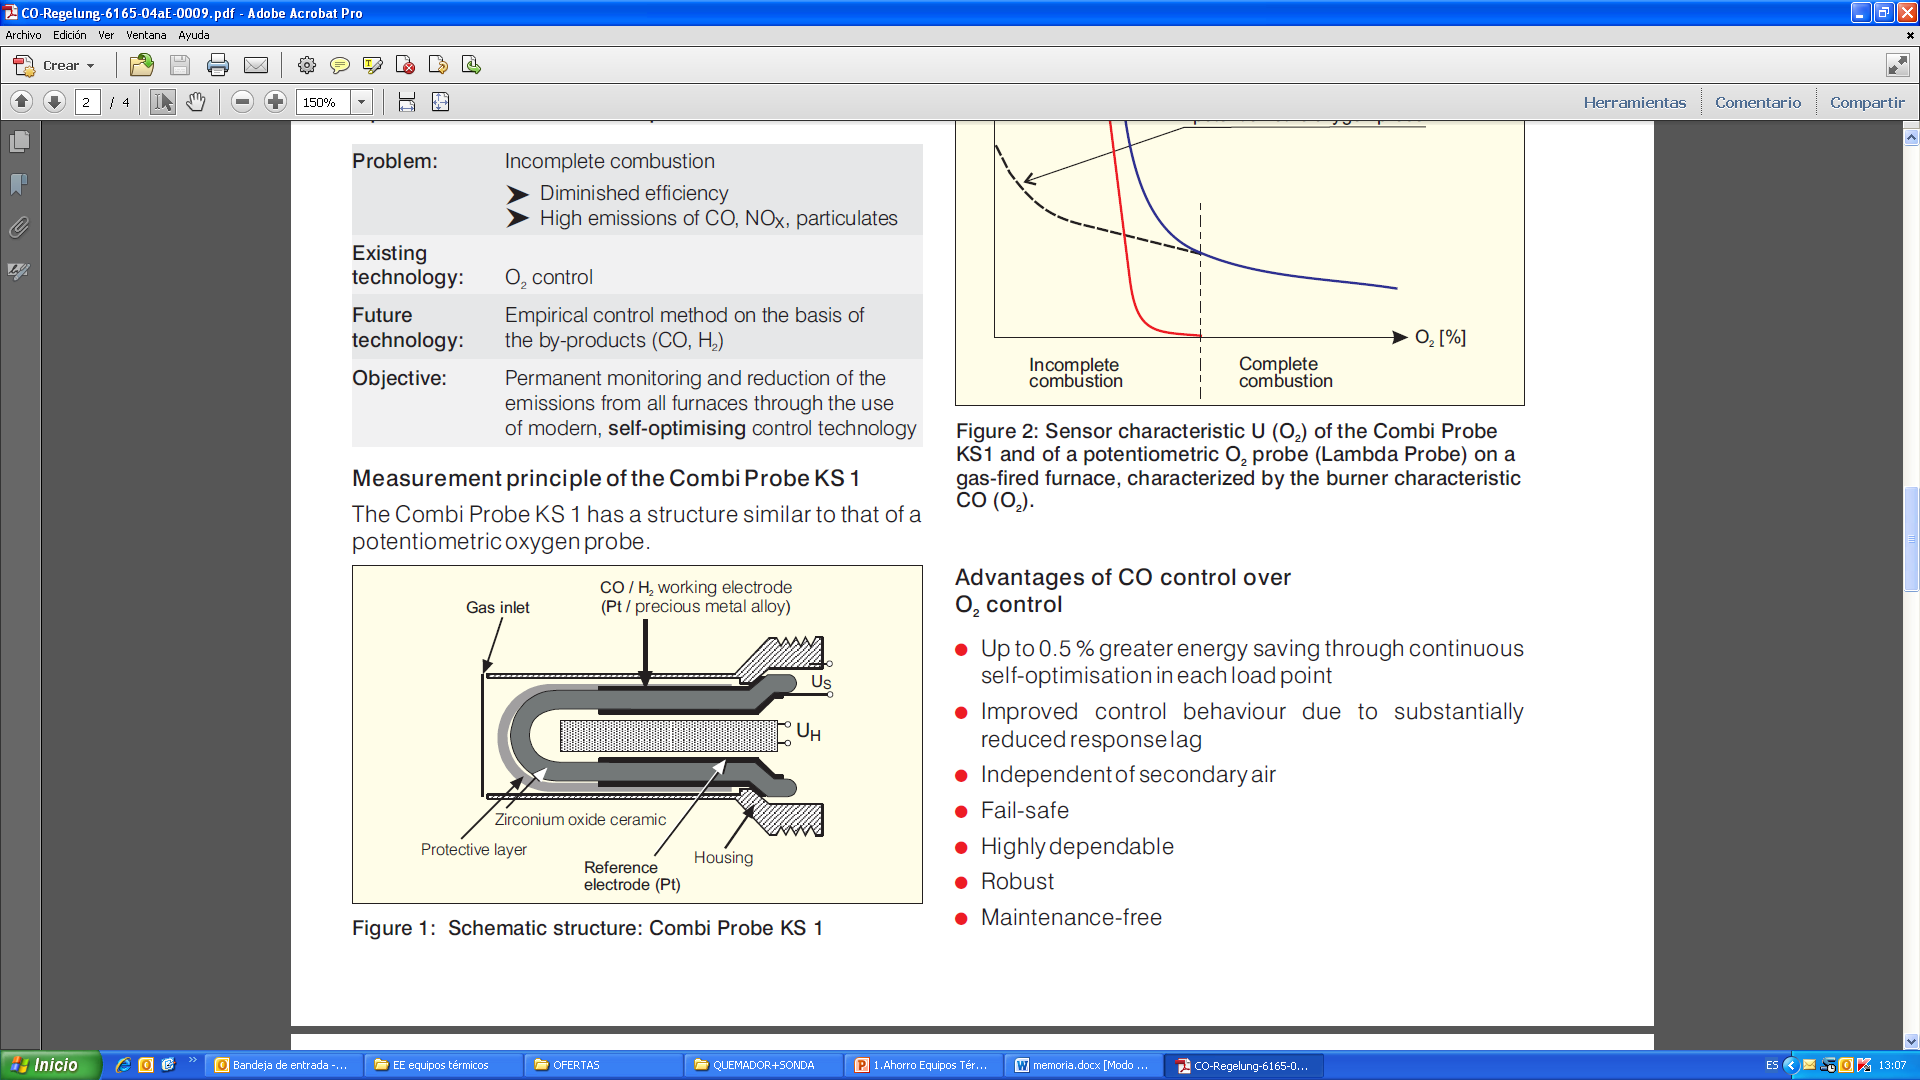 CO-Regelung-6165-04aE-0009.pdf - Adobe Acrobat Pro
Archivo Edición Ver Ventana Ayuda
Crear
2 / 4
150%
Herramientas Comentario Compartir
Problem: Incomplete combustion
Diminished efficiency
High emissions of CO, NOX, particulates
Existing
technology: O2 control
Future Empirical control method on the basis of
technology: the by-products (CO, H2)
Objective: Permanent monitoring and reduction of the
emissions from all furnaces through the use
of modern, self-optimising control technology
Measurement principle of the Combi Probe KS 1
The Combi Probe KS 1 has a structure similar to that of a
potentiometric oxygen probe.
CO / H2 working electrode
(Pt / precious metal alloy)
Gas inlet
US
UH
Zirconium oxide ceramic
Protective layer
Reference
electrode (Pt)
Housing
Figure 1: Schematic structure: Combi Probe KS 1
O2 [%]
Incomplete
combustion
Complete
combustion
Figure 2: Sensor characteristic U (O2) of the Combi Probe
KS1 and of a potentiometric O2 probe (Lambda Probe) on a
gas-fired furnace, characterized by the burner characteristic
CO (O2).
Advantages of CO control over
O2 control
Up to 0.5 % greater energy saving through continuous
self-optimisation in each load point
Improved control behaviour due to substantially
reduced response lag
Independent of secondary air
Fail-safe
Highly dependable
Robust
Maintenance-free
Inicio
Bandeja de entrada -...
EE equipos térmicos
OFERTAS
QUEMADOR+SONDA
1.Ahorro Equipos Tér...
memoria.docx [Modo ...
CO-Regelung-6165-0...
ES
13:07